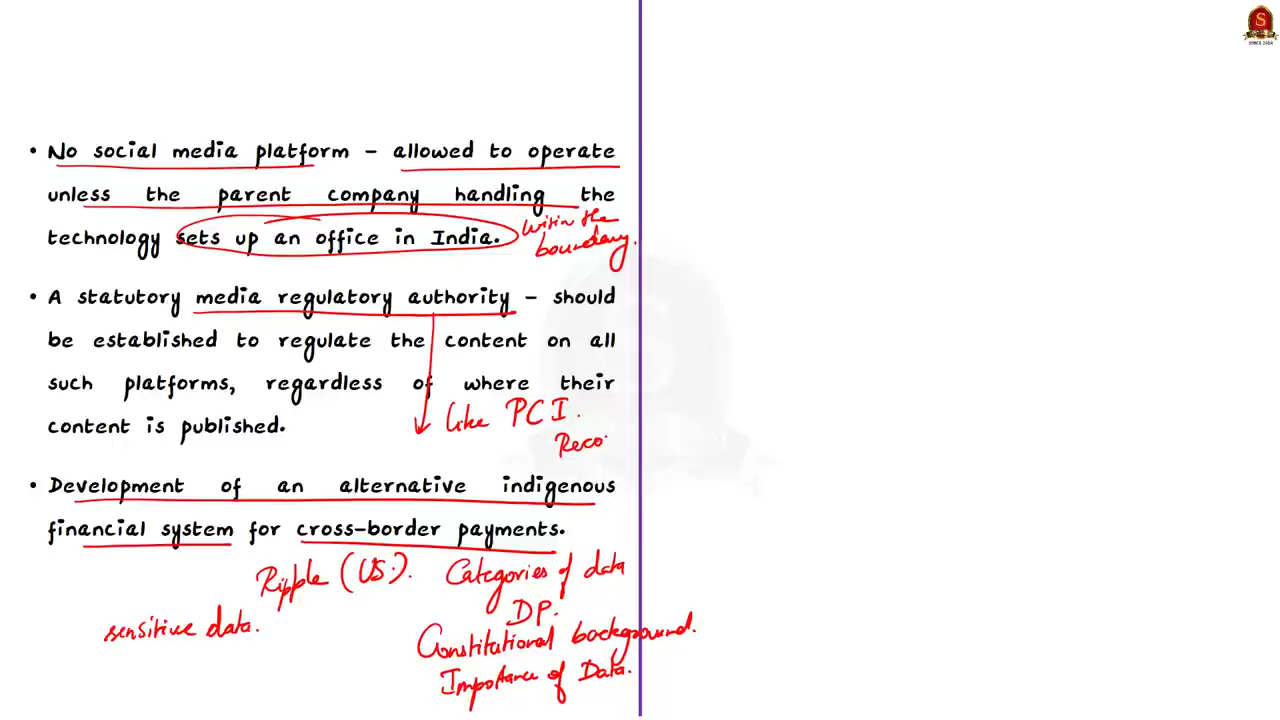 S
SINCE 2004
• No social media platform – allowed to operate
unless the parent company handling the
technology sets up an office in India.
within the
boundary.
• A statutory media regulatory authority – should
be established to regulate the content on all
such platforms, regardless of where their
content is published.
like PCI.
Reco
• Development of an alternative indigenous
financial system for cross-border payments.
Ripple (US). Categories of data
DP.
sensitive data. Constitutional background.
Importance of Data.